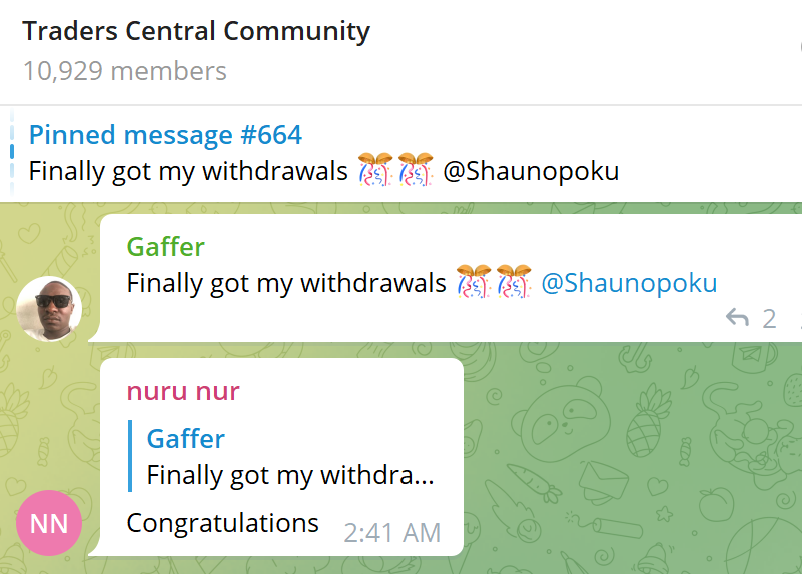 Traders Central Community
10,929 members
Pinned message #664
Finally got my withdrawals 🎊🎊 @Shaunopoku
Gaffer
Finally got my withdrawals 🎊🎊 @Shaunopoku
2
nuru nur
Gaffer
Finally got my withdra...
Congratulations 2:41 AM
NN